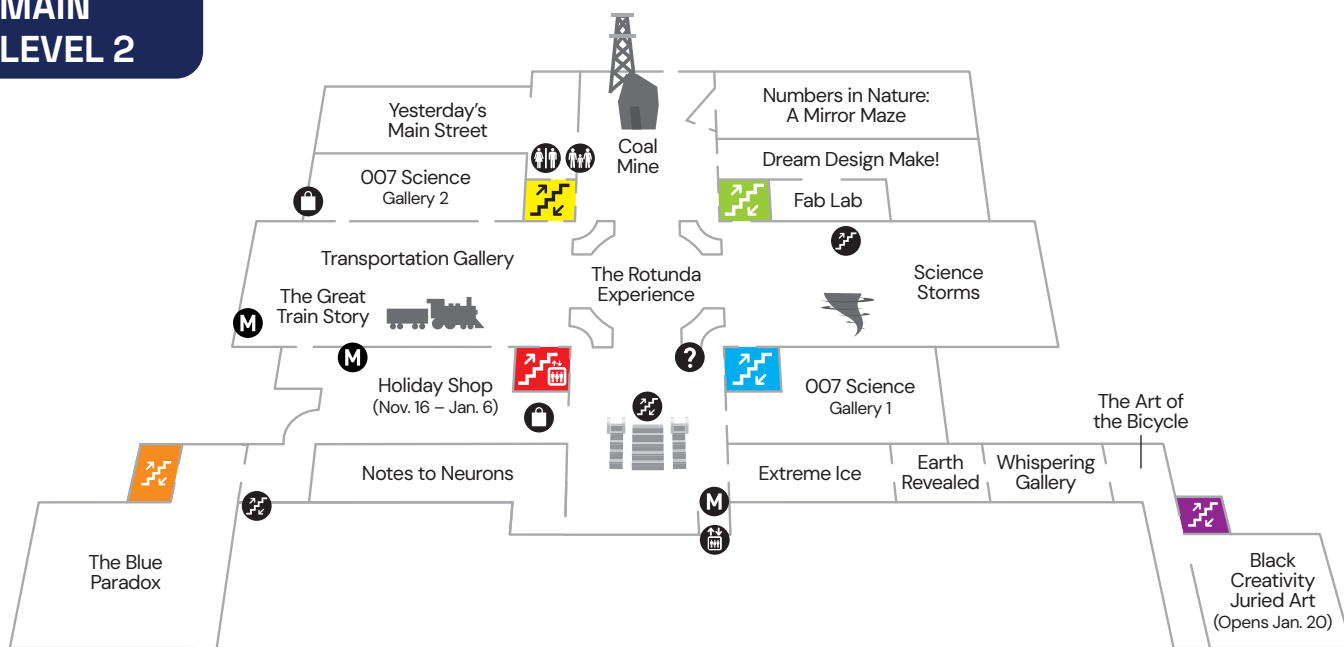 MAIN
LEVEL 2
Yesterday's
Main Street
Numbers in Nature:
A Mirror Maze
Coal
Mine
Dream Design Make!
007 Science
Gallery 2
Fab Lab
Transportation Gallery
The Rotunda
Experience
Science
Storms
The Great
Train Story
M
M
?
Holiday Shop
(Nov. 16 – Jan. 6)
007 Science
Gallery 1
The Art of
the Bicycle
Notes to Neurons
Extreme Ice
Earth
Revealed
Whispering
Gallery
M
The Blue
Paradox
Black
Creativity
Juried Art
(Opens Jan. 20)